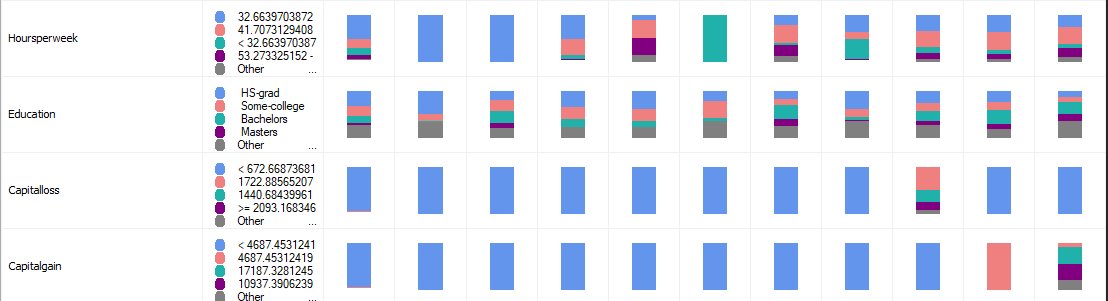 Hoursperweek
32.6639703872
41.7073129408
< 32.663970387
53.273325152 -
Other ...
Education
HS-grad
Some-college
Bachelors
Masters
Other ...
Capitalloss
< 672.66873681
1722.88565207
1440.68439961
>= 2093.168346
Other ...
Capitalgain
< 4687.4531241
4687.45312419
17187.3281245
10937.3906239
Other ...